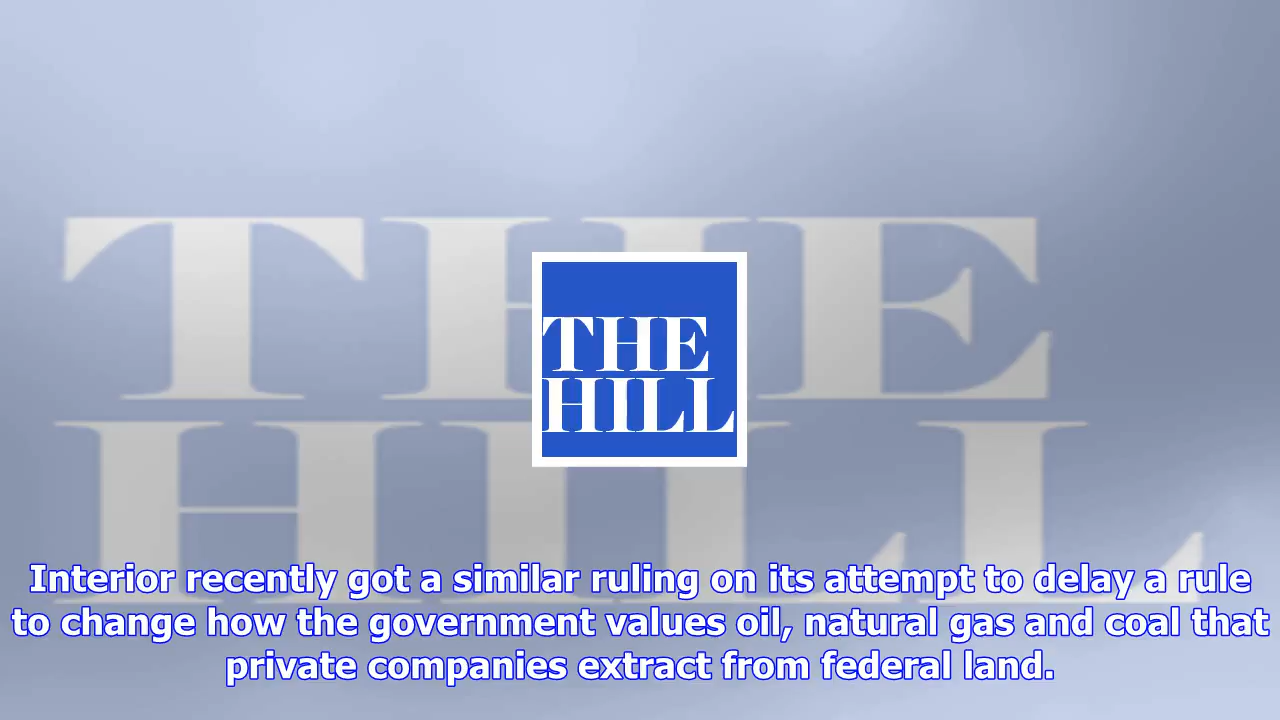 THE
HILL
THE
HILL
Interior recently got a similar ruling on its attempt to delay a rule
to change how the government values oil, natural gas and coal that
private companies extract from federal land.